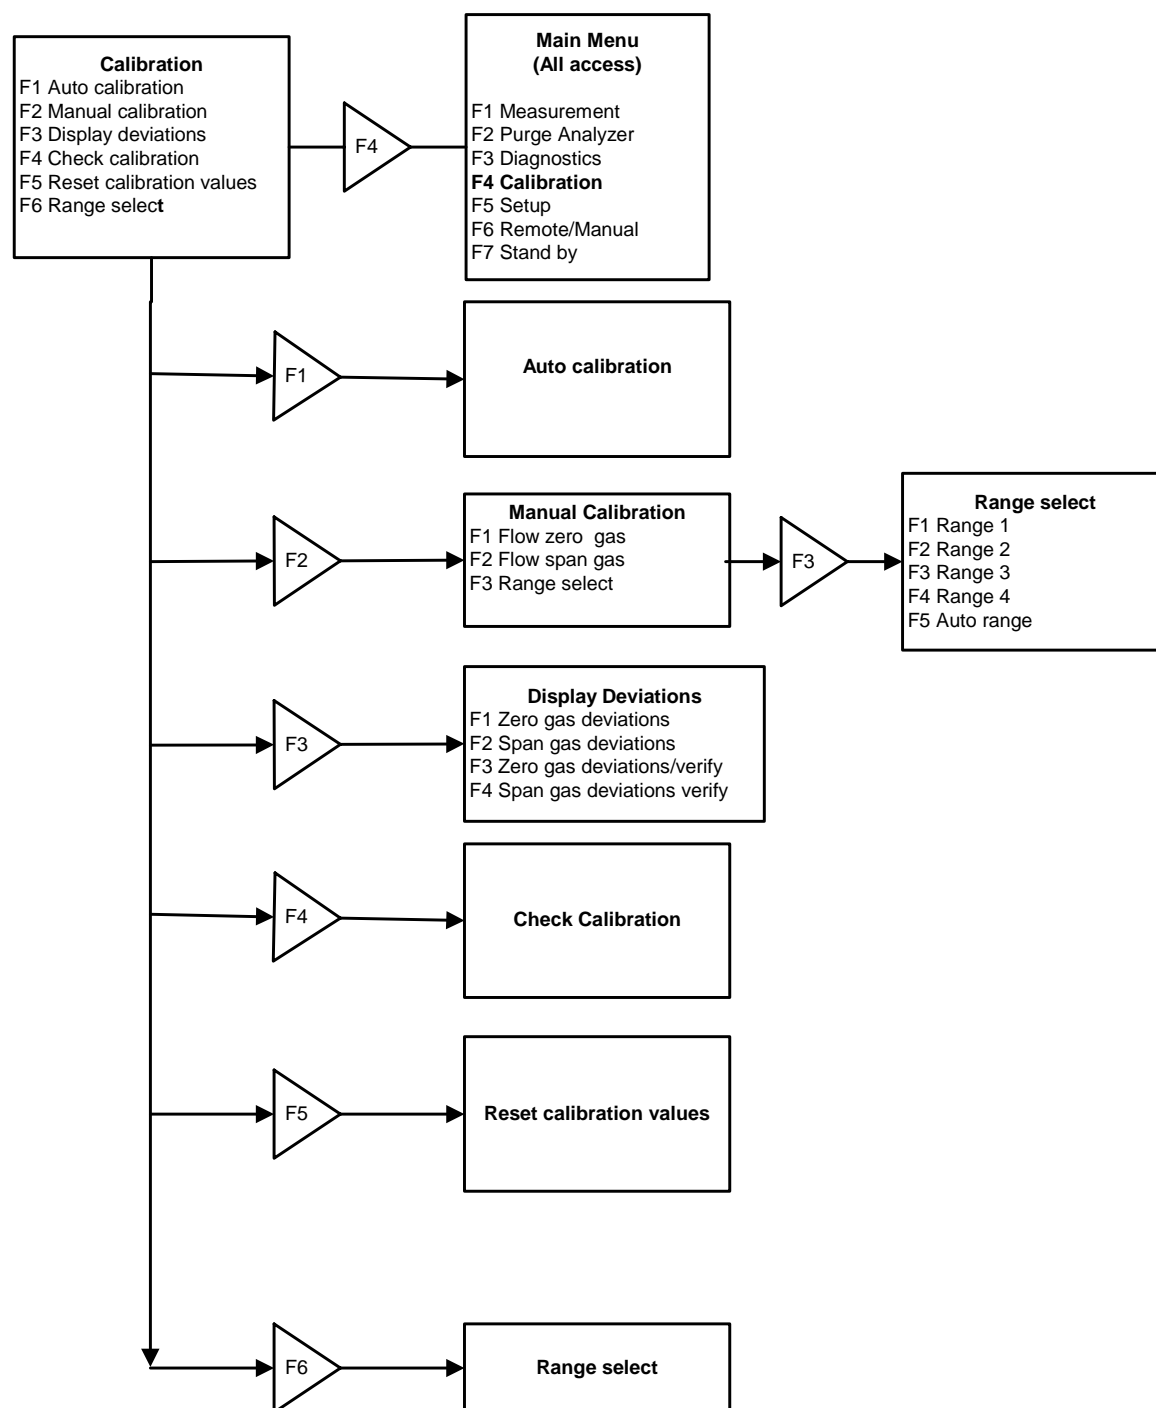 Calibration
F1 Auto calibration
F2 Manual calibration
F3 Display deviations
F4 Check calibration
F5 Reset calibration values
F6 Range select
F4
Main Menu
(All access)
F1 Measurement
F2 Purge Analyzer
F3 Diagnostics
F4 Calibration
F5 Setup
F6 Remote/Manual
F7 Stand by
F1
Auto calibration
F2
Manual Calibration
F1 Flow zero  gas
F2 Flow span gas
F3 Range select
F3
Range select
F1 Range 1
F2 Range 2
F3 Range 3
F4 Range 4
F5 Auto range
F3
Display Deviations
F1 Zero gas deviations
F2 Span gas deviations
F3 Zero gas deviations/verify
F4 Span gas deviations verify
F4
Check Calibration
F5
Reset calibration values
F6
Range select